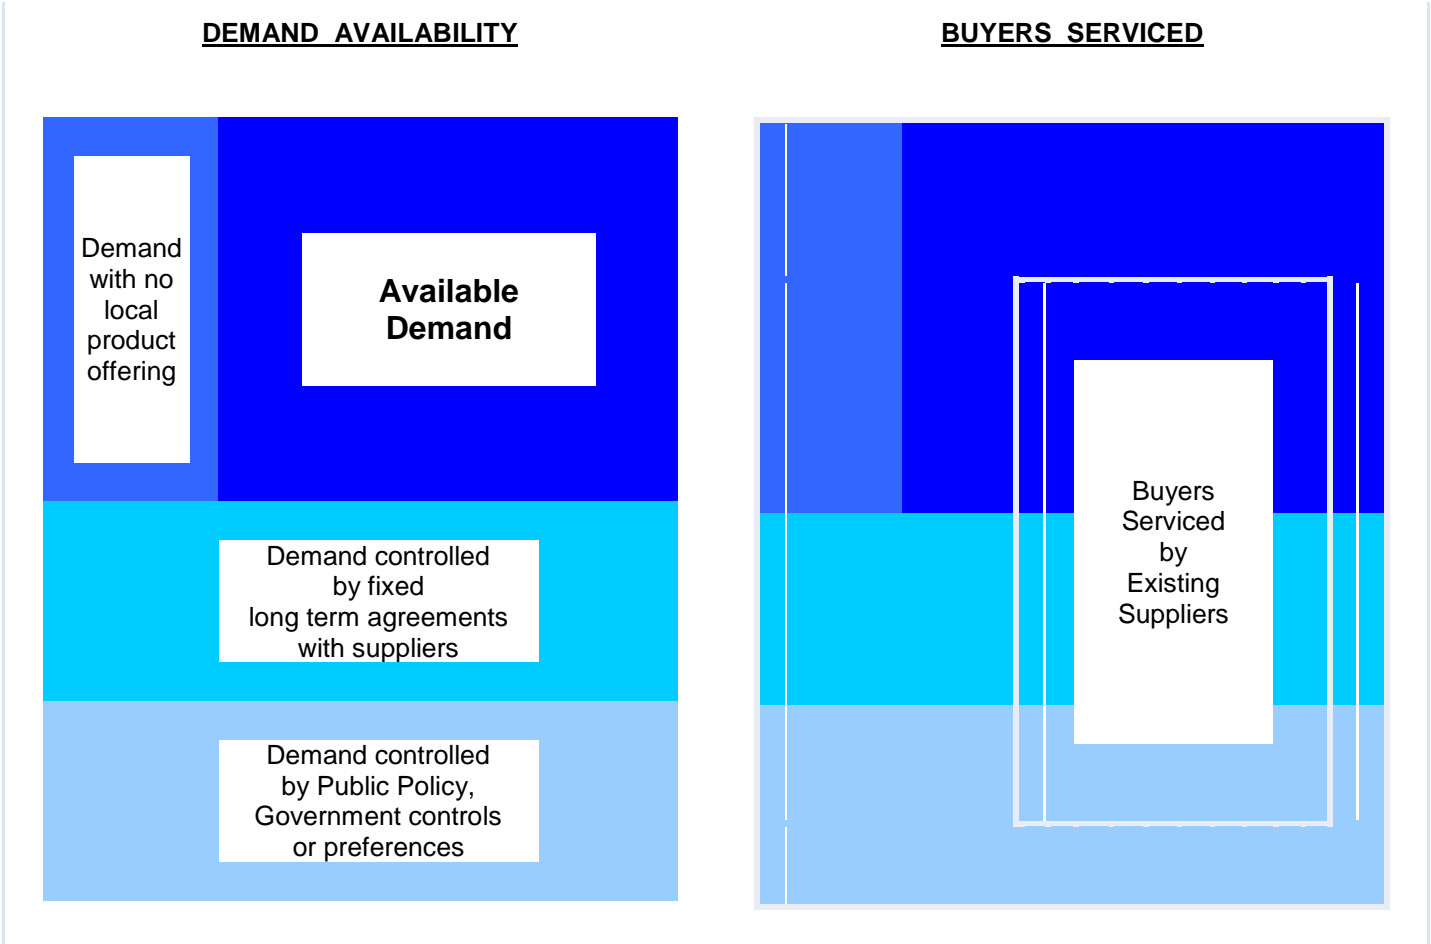 DEMAND AVAILABILITY
BUYERS SERVICED
Demand
with no
local
product
offering
Available
Demand
Demand controlled
by fixed
long term agreements
with suppliers
Demand controlled
by Public Policy,
Government controls
or preferences
Buyers
Serviced
by
Existing
Suppliers